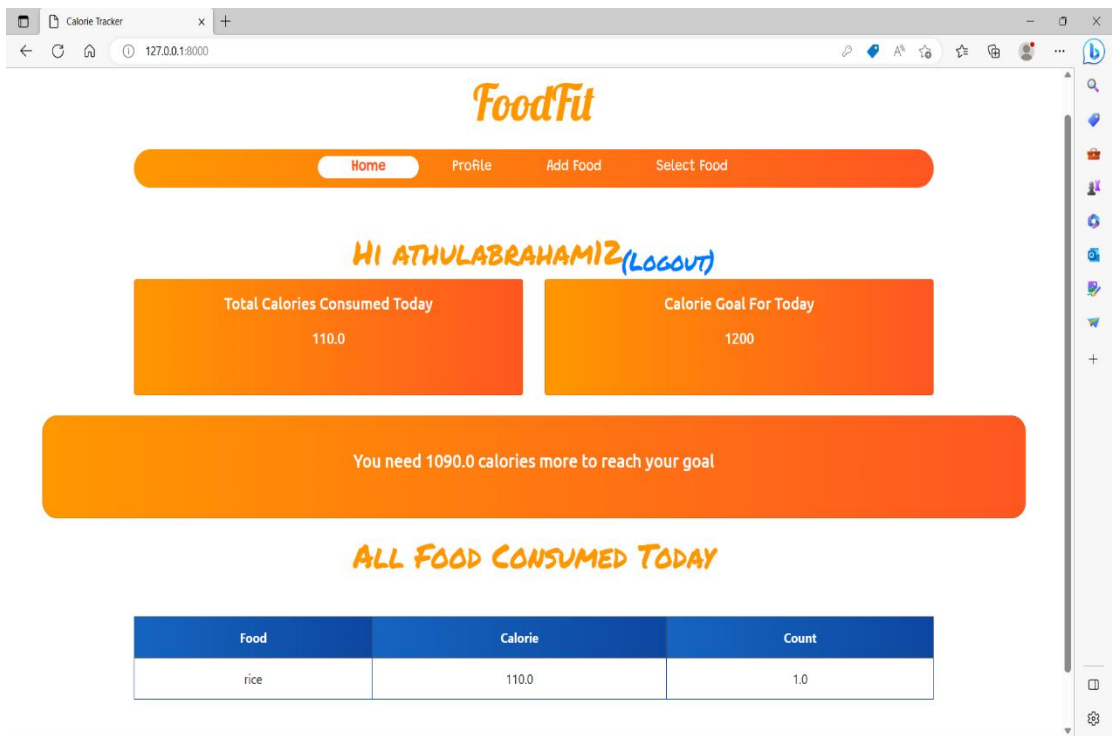 Calorie Tracker
127.0.0.1:8000
FoodFit
Home Profile Add Food Select Food
Hi athulabraham12(Logout)
Total Calories Consumed Today Calorie Goal For Today
110.0 1200
You need 1090.0 calories more to reach your goal
All Food Consumed Today
Food Calorie Count
rice 110.0 1.0